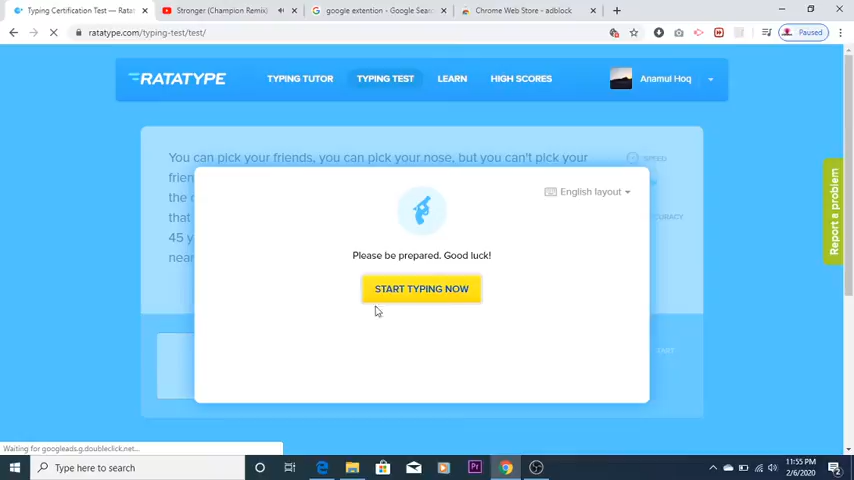 Typing Certification Test — Ratat
Stronger (Champion Remix)
google extention - Google Sear
Chrome Web Store - adblock
ratatype.com/typing-test/test/
Paused
RATATYPE
TYPING TUTOR
TYPING TEST
LEARN
HIGH SCORES
Anamul Hoq
You can pick your friends, you can pick your nose, but you can't pick your
frien
the c
that
45 y
near
SPEED
ACCURACY
English layout
Please be prepared. Good luck!
START TYPING NOW
Report a problem
Waiting for googleads.g.doubleclick.net...
Type here to search
Pr
11:55 PM
2/6/2020
2